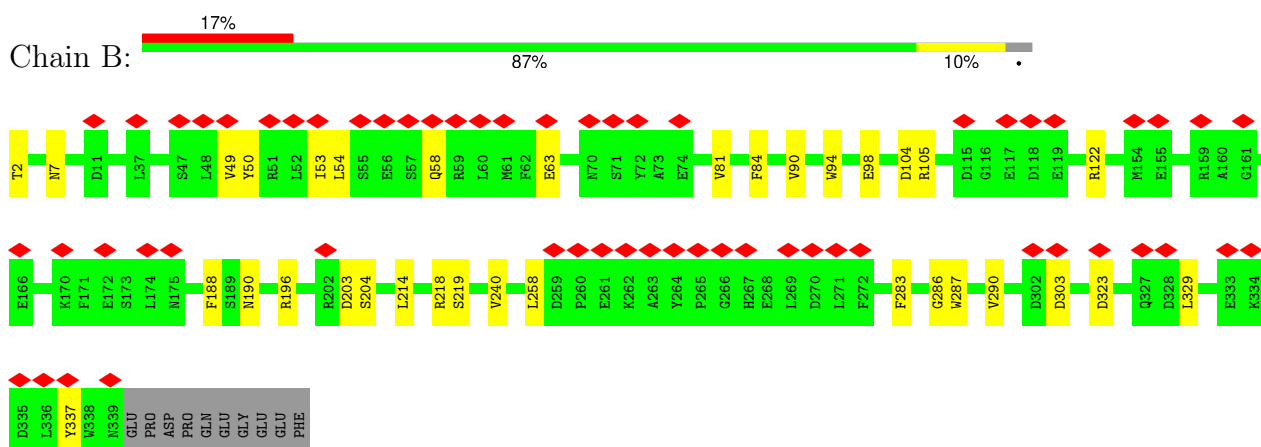 17%
Chain B:
87% 10% •
T2 N7 D11 L37 S47 L48 V49 Y50 R51 L52 I53 L54 S55 E56 S57 Q58 R59 L60 M61 F62 E63 N70 S71 Y72 A73 E74 V81 F84 V90 W94 E98 D104 R105 D115 G116 E117 D118 E119 R122 M154 E155 R159 A160 G161
E166 K170 F171 E172 S173 L174 N175 F188 S189 N190 R196 R202 D203 S204 L214 R218 S219 V240 L258 D259 P260 E261 K262 A263 Y264 P265 G266 H267 E268 L269 D270 L271 F272 F283 G286 W287 V290 D302 D303 D323 Q327 D328 L329 E333 K334
D335 L336 Y337 W338 N339 GLU PRO ASP PRO GLN GLU GLY GLU GLU PHE